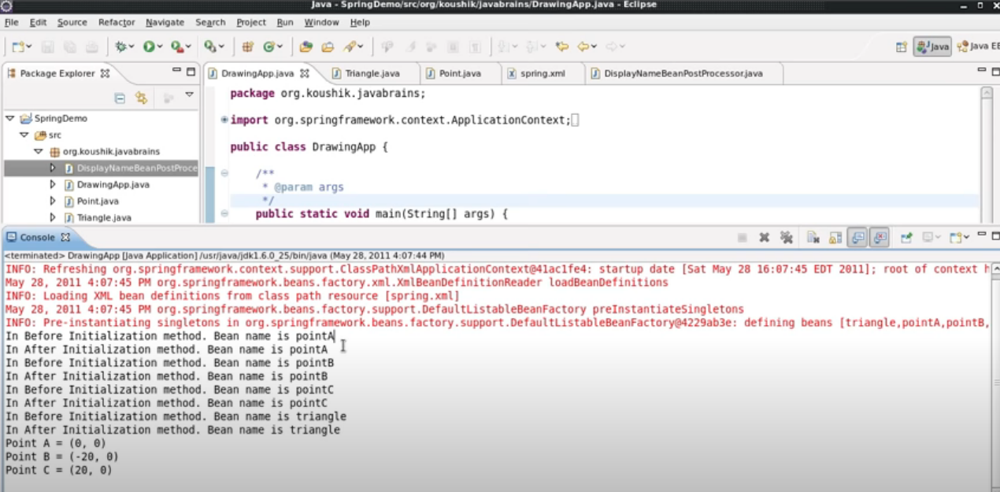 Java - SpringDemo/src/org/koushik/javabrains/DrawingApp.java - Eclipse
File Edit Source Refactor Navigate Search Project Run Window Help
Java Java EE
Package Explorer
DrawingApp.java Triangle.java Point.java spring.xml DisplayNameBeanPostProcessor.java
SpringDemo
src
org.koushik.javabrains
DisplayNameBeanPostProce
DrawingApp.java
Point.java
Triangle.java
package org.koushik.javabrains;
import org.springframework.context.ApplicationContext;
public class DrawingApp {
/**
* @param args
*/
public static void main(String[] args) {
Console
<terminated> DrawingApp [Java Application] /usr/java/jdk1.6.0_25/bin/java (May 28, 2011 4:07:44 PM)
INFO: Refreshing org.springframework.context.support.ClassPathXmlApplicationContext@41ac1fe4: startup date [Sat May 28 16:07:45 EDT 2011]; root of context h
May 28, 2011 4:07:45 PM org.springframework.beans.factory.xml.XmlBeanDefinitionReader loadBeanDefinitions
INFO: Loading XML bean definitions from class path resource [spring.xml]
May 28, 2011 4:07:45 PM org.springframework.beans.factory.support.DefaultListableBeanFactory preInstantiateSingletons
INFO: Pre-instantiating singletons in org.springframework.beans.factory.support.DefaultListableBeanFactory@4229ab3e: defining beans [triangle,pointA,pointB,
In Before Initialization method. Bean name is pointA
In After Initialization method. Bean name is pointA
In Before Initialization method. Bean name is pointB
In After Initialization method. Bean name is pointB
In Before Initialization method. Bean name is pointC
In After Initialization method. Bean name is pointC
In Before Initialization method. Bean name is triangle
In After Initialization method. Bean name is triangle
Point A = (0, 0)
Point B = (-20, 0)
Point C = (20, 0)